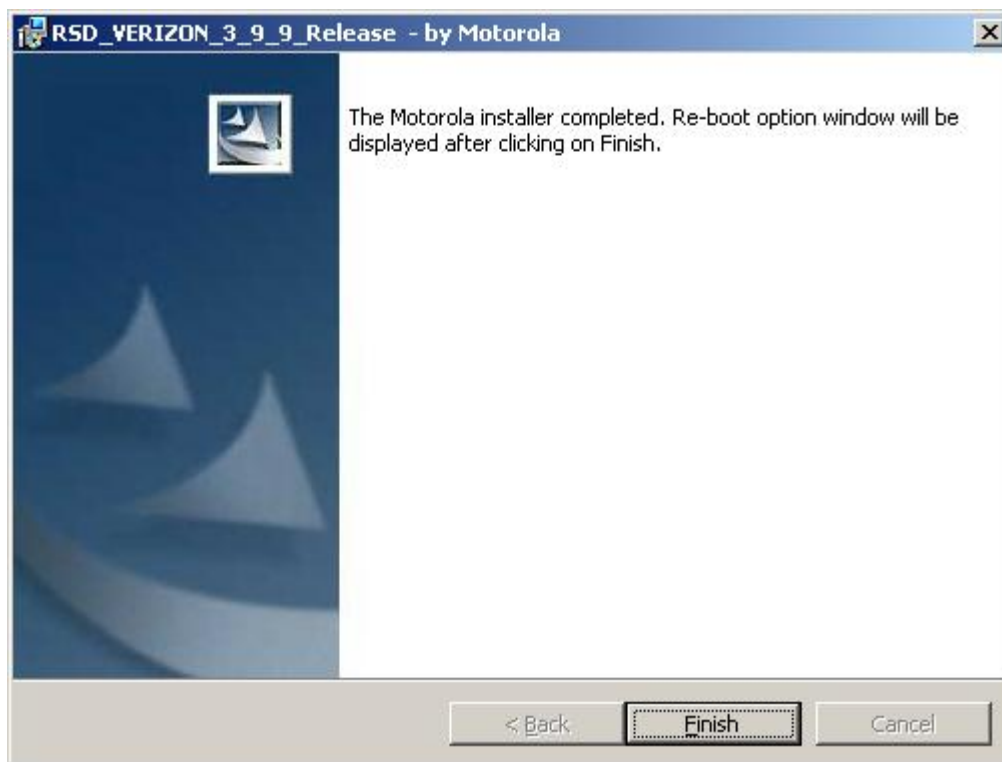 RSD_VERIZON_3_9_9_Release - by Motorola
The Motorola installer completed. Re-boot option window will be
displayed after clicking on Finish.
< Back
Finish
Cancel